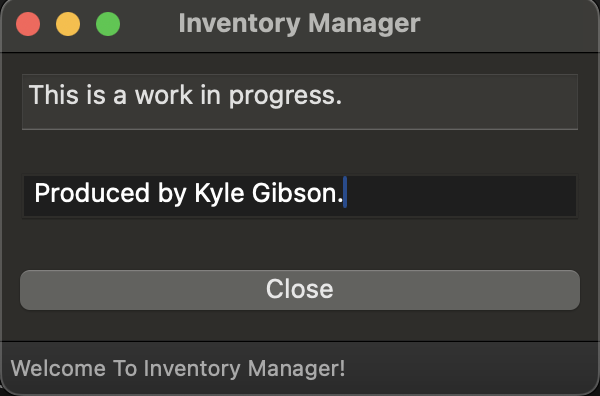 Inventory Manager
This is a work in progress.
Produced by Kyle Gibson.
Close
Welcome To Inventory Manager!